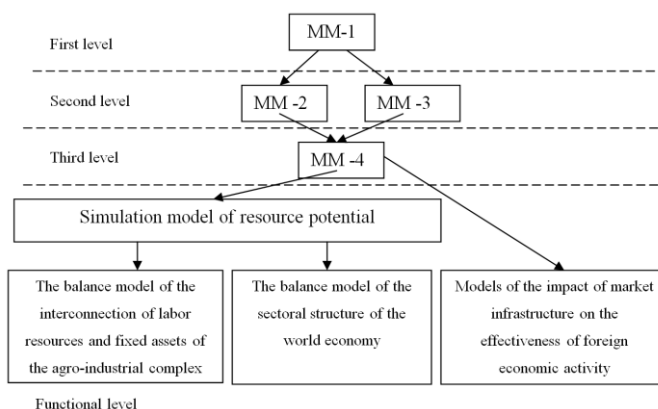 MM-1
First level
Second level
MM -2
MM -3
Third level
MM -4
Simulation model of resource potential
The balance model of the
interconnection of labor
resources and fixed assets of
the agro-industrial complex
The balance model of the
sectoral structure of the
world economy
Models of the impact of market
infrastructure on the
effectiveness of foreign
economic activity
Functional level